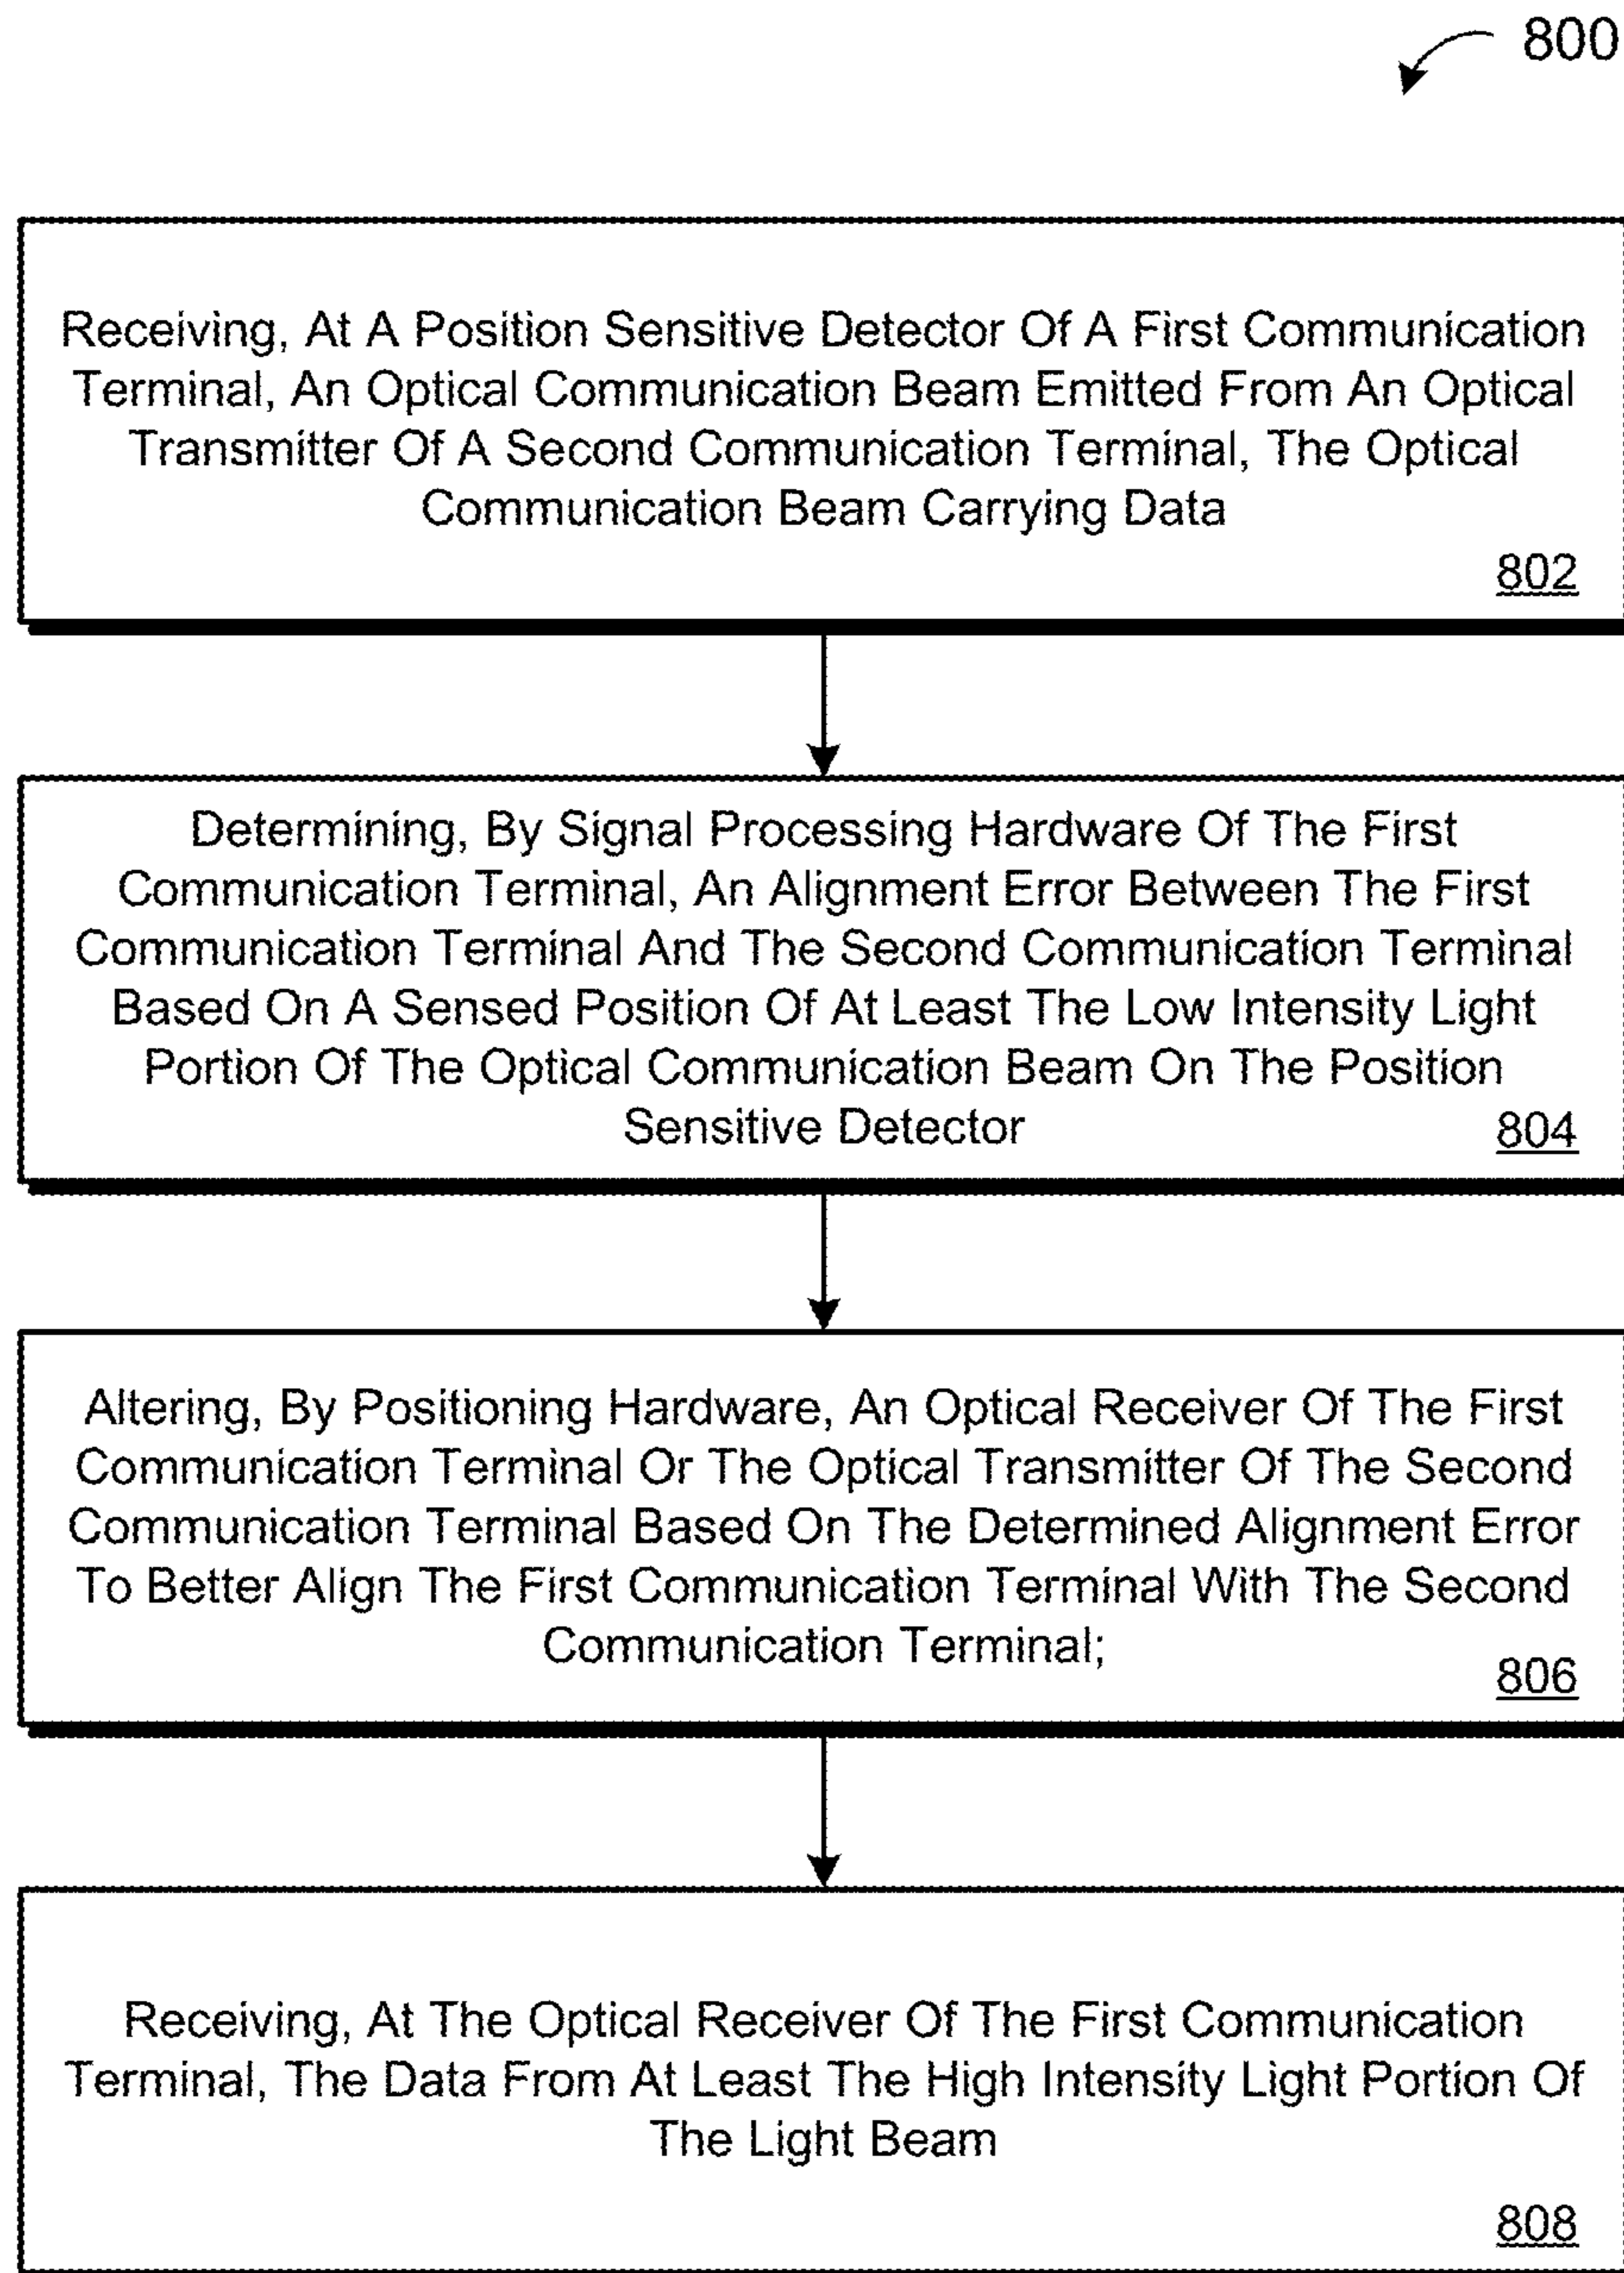 800
Receiving, At A Position Sensitive Detector Of A First Communication
Terminal, An Optical Communication Beam Emitted From An Optical
Transmitter Of A Second Communication Terminal, The Optical
Communication Beam Carrying Data
802
Determining, By Signal Processing Hardware Of The First
Communication Terminal, An Alignment Error Between The First
Communication Terminal And The Second Communication Terminal
Based On A Sensed Position Of At Least The Low Intensity Light
Portion Of The Optical Communication Beam On The Position
Sensitive Detector
804
Altering, By Positioning Hardware, An Optical Receiver Of The First
Communication Terminal Or The Optical Transmitter Of The Second
Communication Terminal Based On The Determined Alignment Error
To Better Align The First Communication Terminal With The Second
Communication Terminal;
806
Receiving, At The Optical Receiver Of The First Communication
Terminal, The Data From At Least The High Intensity Light Portion Of
The Light Beam
808